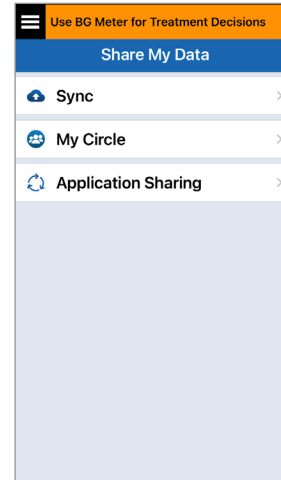 Use BG Meter for Treatment Decisions
Share My Data
Sync
My Circle
Application Sharing